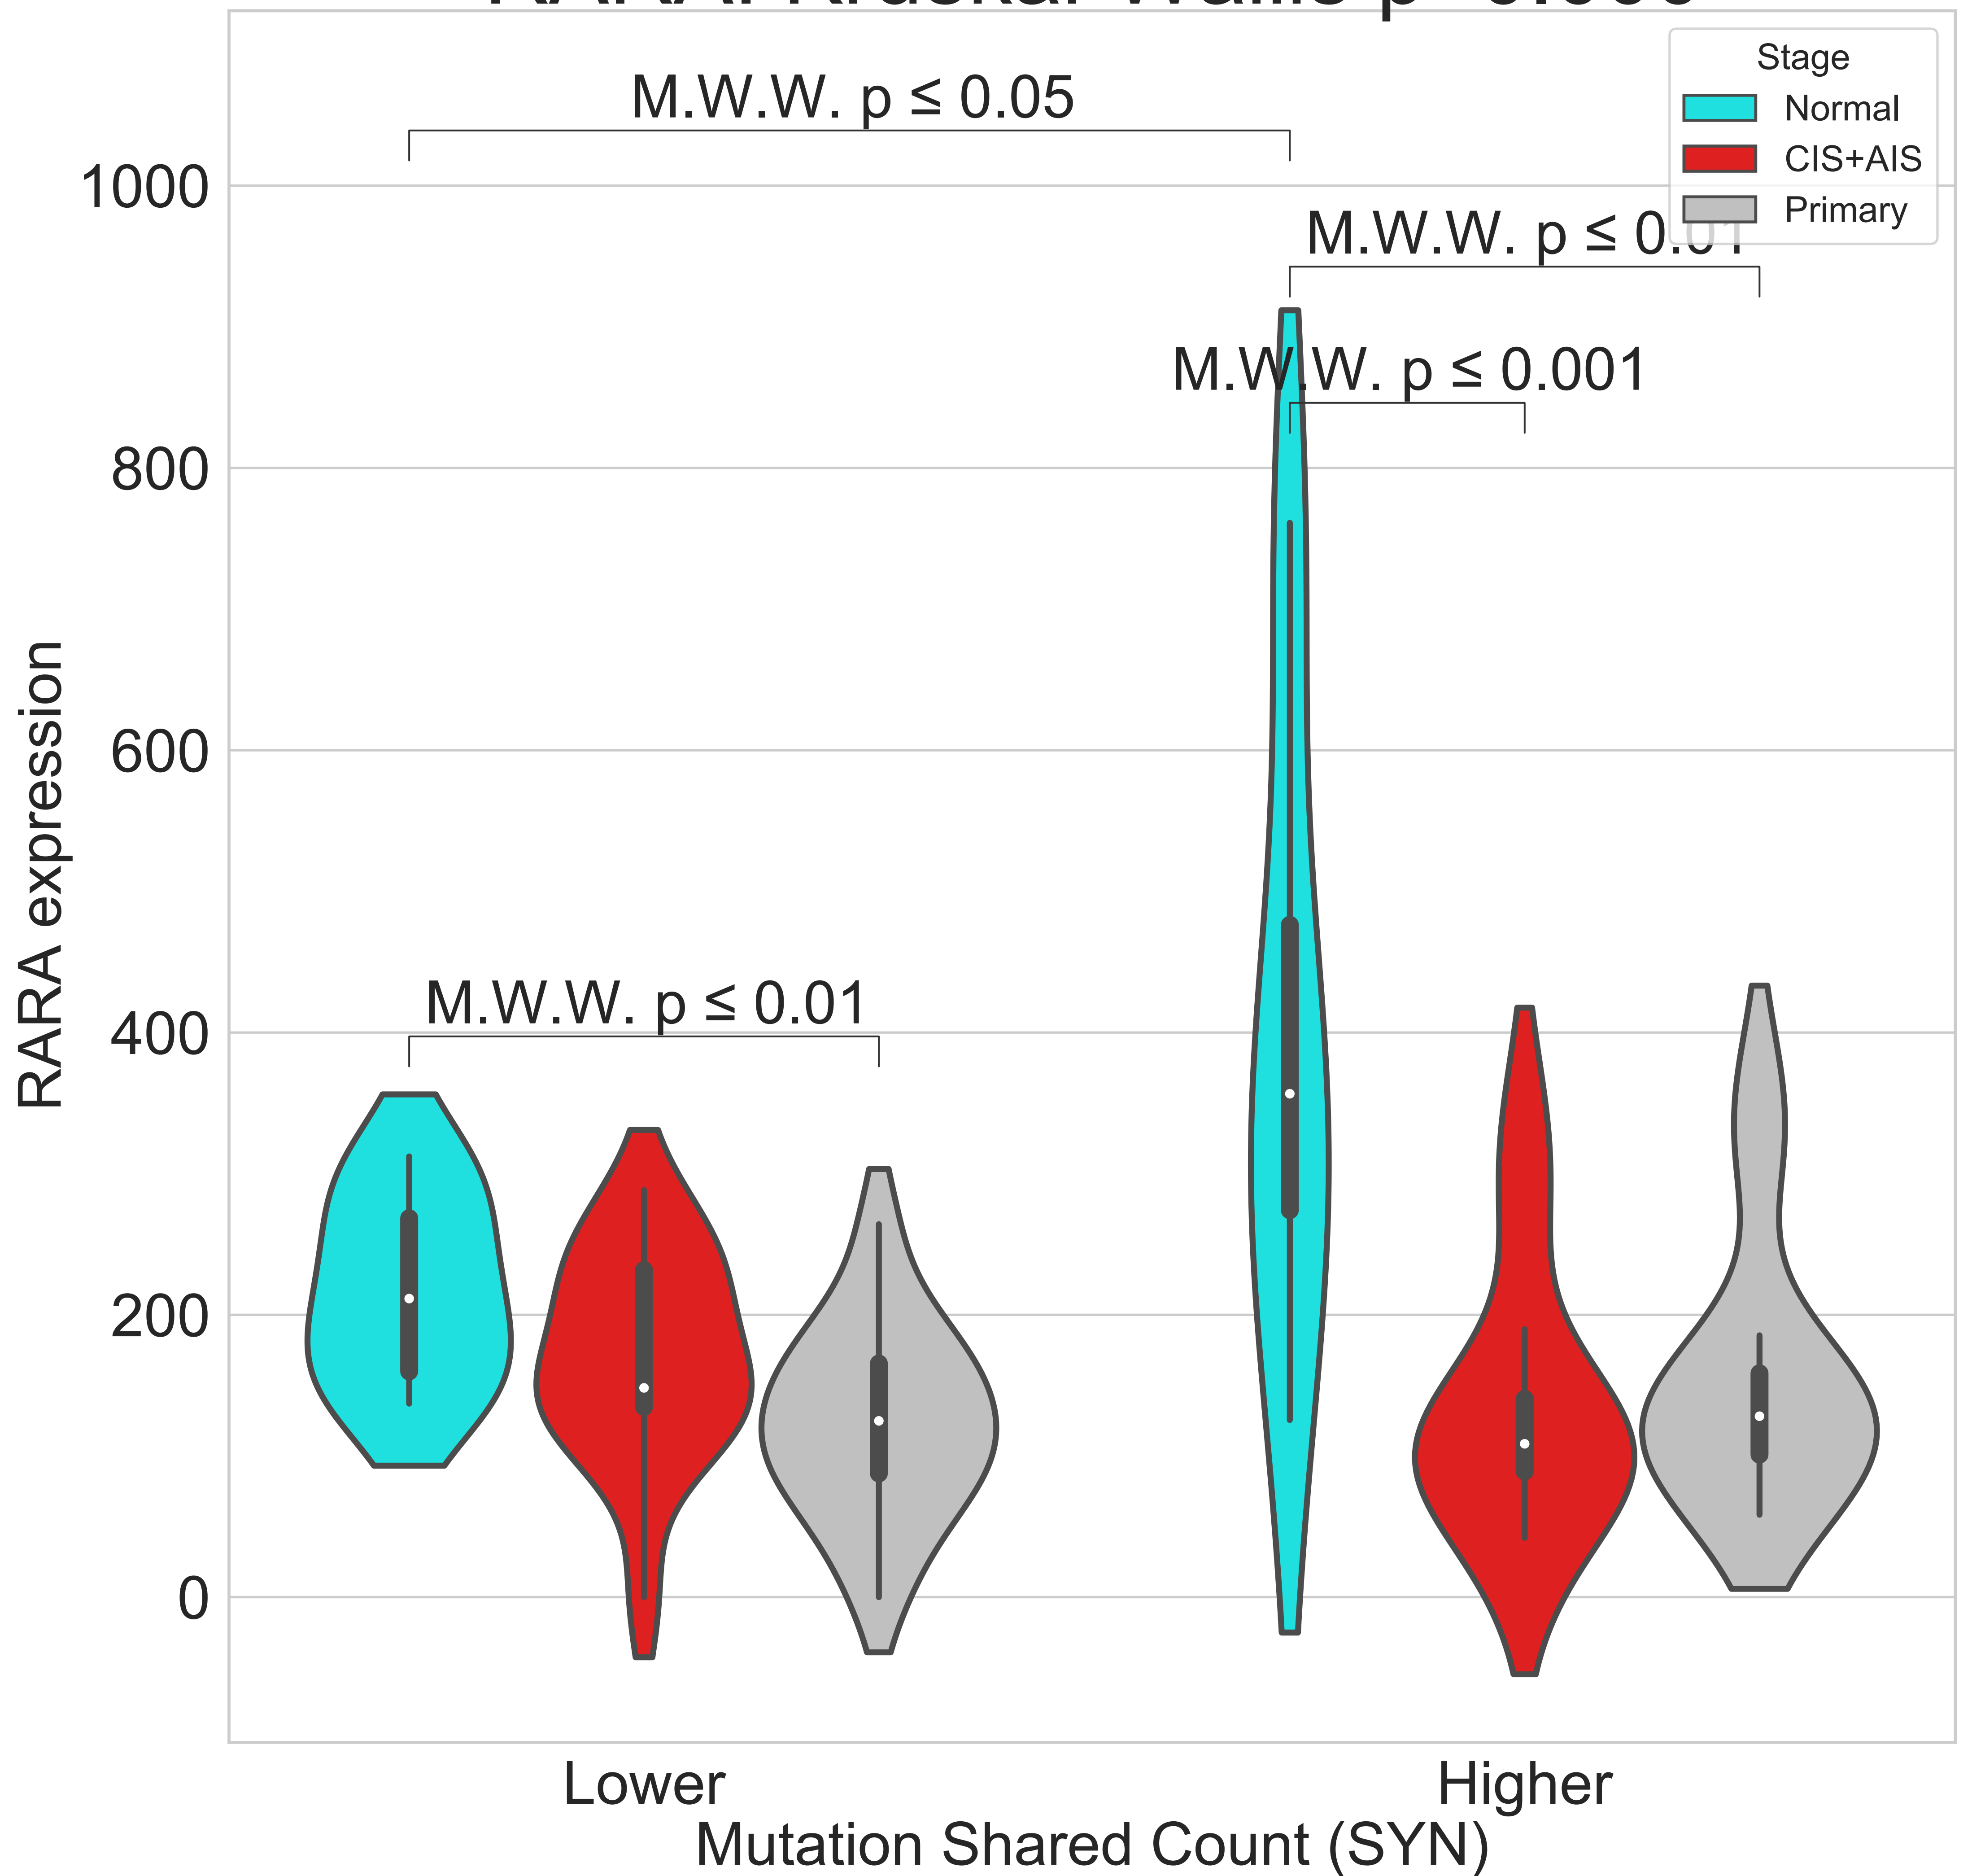 Stage
Normal
CIS+AIS
Primary
M.W.W. p ≤ 0.05
M.W.W. p ≤ 0.01
M.W.W. p ≤ 0.001
M.W.W. p ≤ 0.01
1000
800
600
400
200
0
RARA expression
Lower
Higher
Mutation Shared Count (SYN)